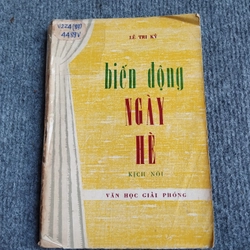 LÊ TRI KỶ
biến động
NGÀY
HÈ
KỊCH NÓI
VĂN HỌC GIẢI PHÓNG